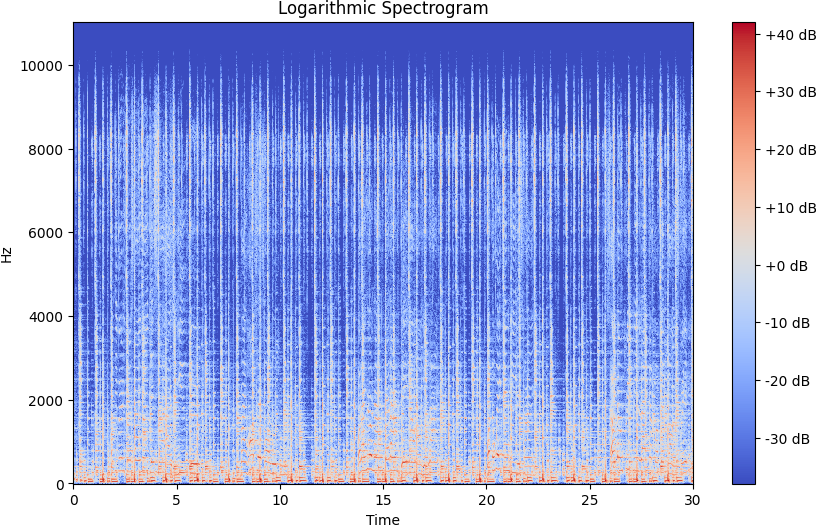 Logarithmic Spectrogram
Hz
10000
8000
6000
4000
2000
0
0 5 10 15 20 25 30
Time
+40 dB
+30 dB
+20 dB
+10 dB
+0 dB
-10 dB
-20 dB
-30 dB